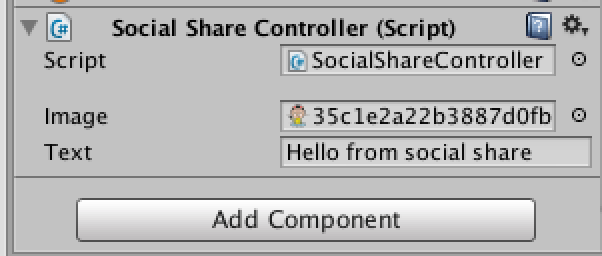 Social Share Controller (Script)
Script SocialShareController
Image 35c1e2a22b3887d0fb
Text Hello from social share
Add Component